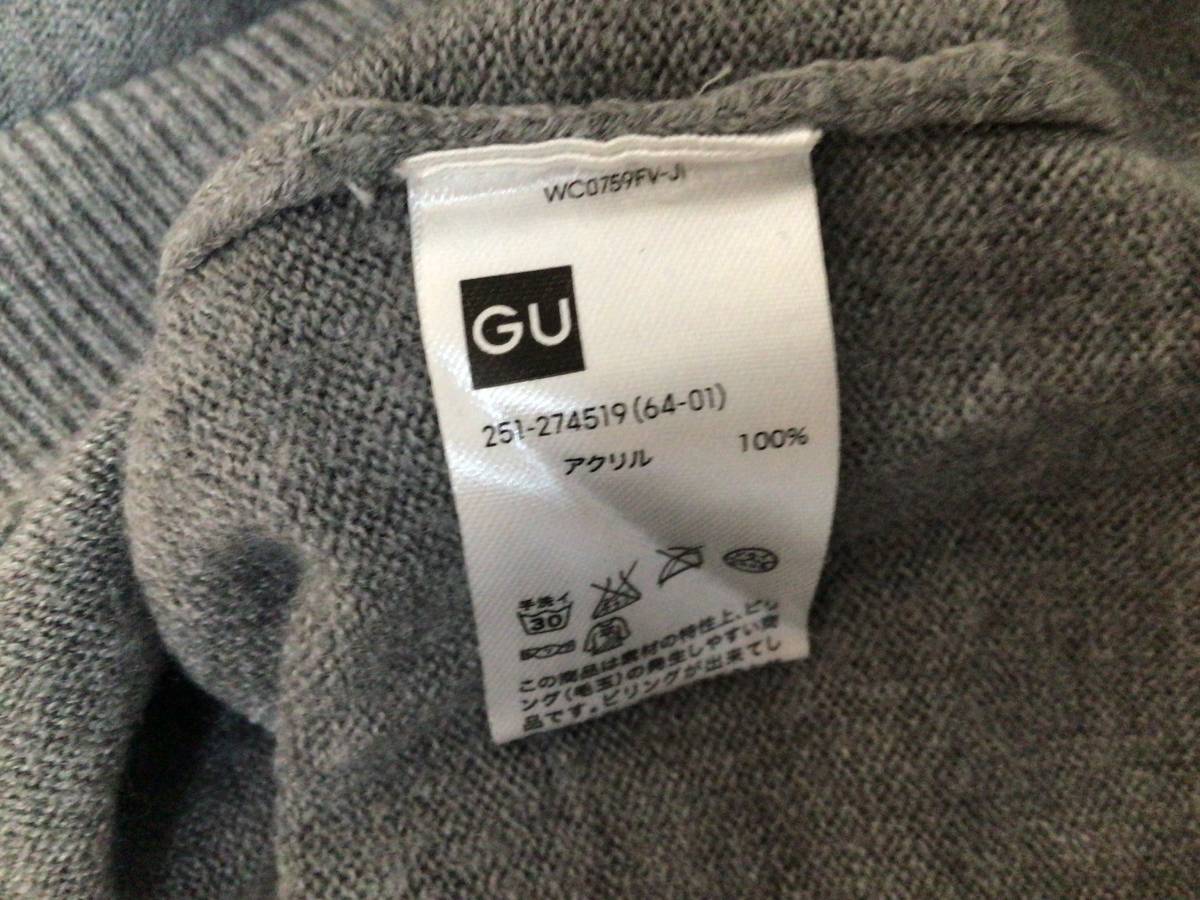 WC0759FV-J
GU
251-274519(64-01)
アクリル 100%
手洗イ
30
この商品は素材の特性上、ピリ
ング(毛玉)の発生しやすい商
品です。ピリングが出来てし